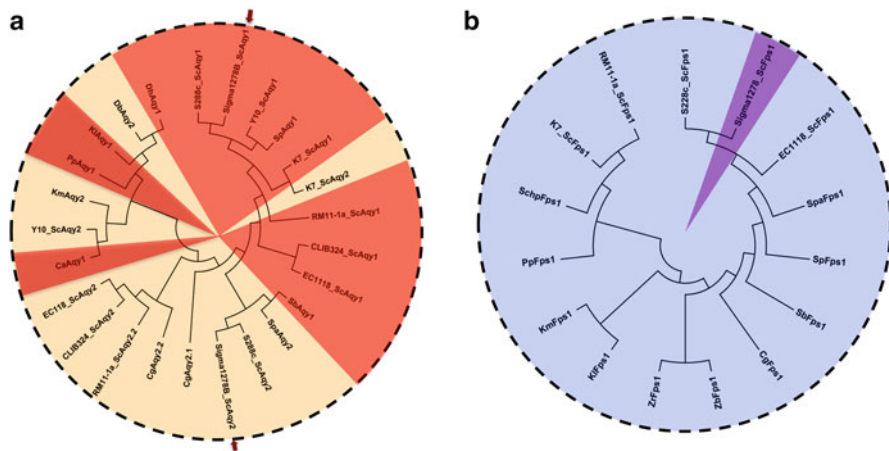 a
DbAqy2
DhAqy1
S288c_ScAqy1
Sigma1278B_ScAqy1
Y10_ScAqy1
SpAqy1
K7_ScAqy1
K7_ScAqy2
RM11-1a_ScAqy1
CLIB324_ScAqy1
EC1118_ScAqy1
SbAqy1
SpaAqy2
S288c_ScAqy2
Sigma1278B_ScAqy2
CgAqy2.1
CgAqy2.2
RM11-1a_ScAqy2.2
CLIB324_ScAqy2
EC118_ScAqy2
CaAqy1
Y10_ScAqy2
KmAqy2
PpAqy1
KlAqy1
b
S228c_ScFps1
Sigma1278_ScFps1
EC1118_ScFps1
SpaFps1
SpFps1
SbFps1
CgFps1
ZbFps1
ZrFps1
KlFps1
KmFps1
PpFps1
SchpFps1
K7_ScFps1
RM11-1a_ScFps1